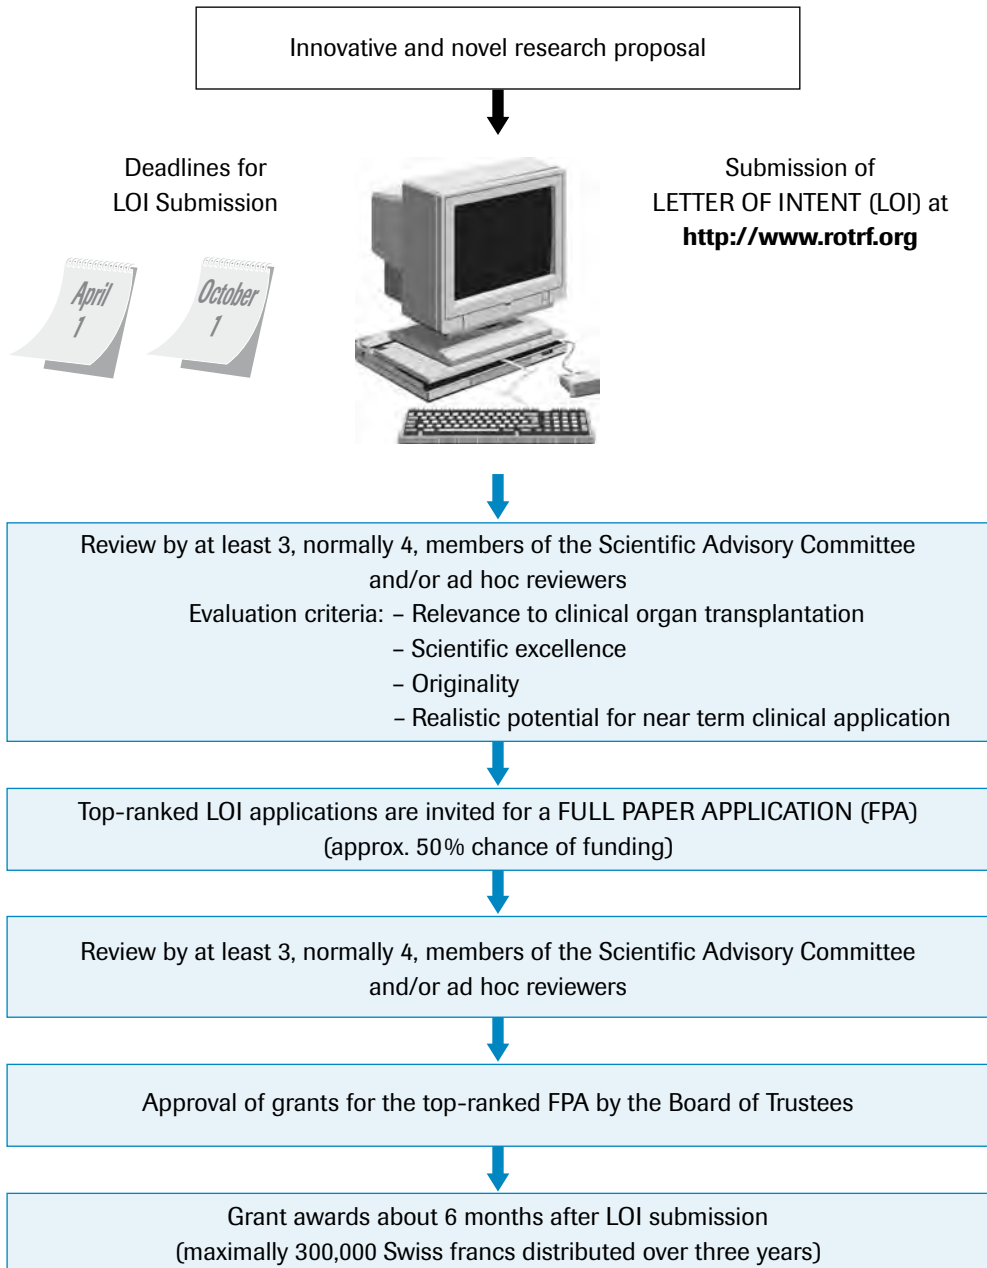 Innovative and novel research proposal
Deadlines for
LOI Submission
April
1
October
1
Submission of
LETTER OF INTENT (LOI) at
http://www.rotrf.org
Review by at least 3, normally 4, members of the Scientific Advisory Committee
and/or ad hoc reviewers
Evaluation criteria: – Relevance to clinical organ transplantation
– Scientific excellence
– Originality
– Realistic potential for near term clinical application
Top-ranked LOI applications are invited for a FULL PAPER APPLICATION (FPA)
(approx. 50% chance of funding)
Review by at least 3, normally 4, members of the Scientific Advisory Committee
and/or ad hoc reviewers
Approval of grants for the top-ranked FPA by the Board of Trustees
Grant awards about 6 months after LOI submission
(maximally 300,000 Swiss francs distributed over three years)